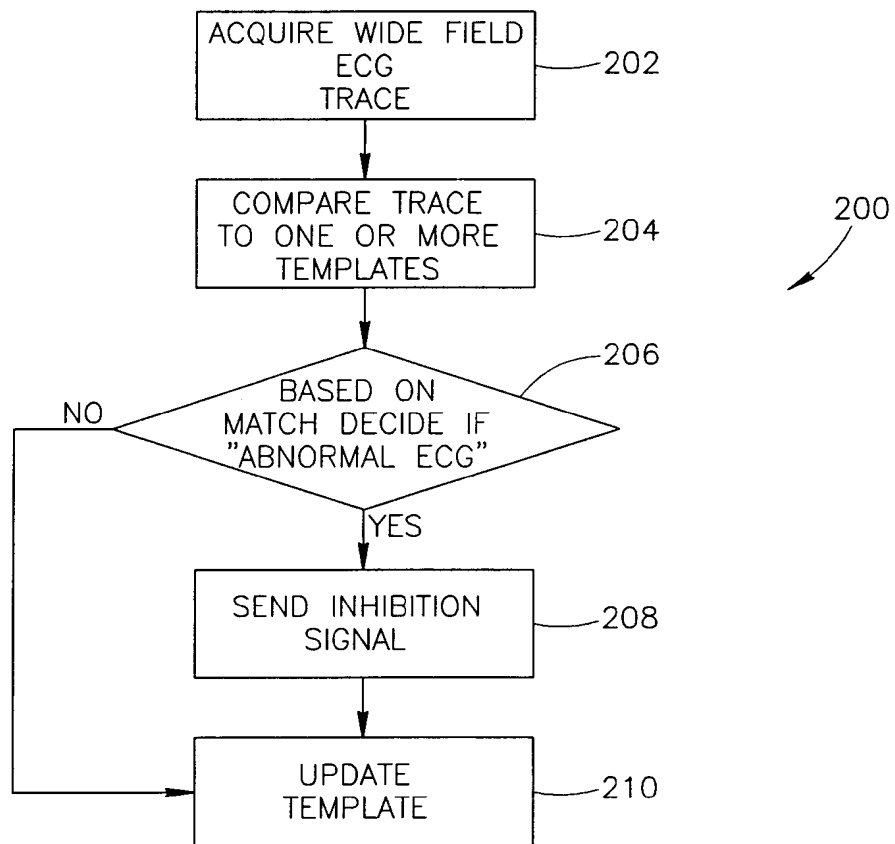 ACQUIRE WIDE FIELD
ECG
TRACE
202
COMPARE TRACE
TO ONE OR MORE
TEMPLATES
204
200
206
BASED ON
MATCH DECIDE IF
"ABNORMAL ECG"
NO
YES
SEND INHIBITION
SIGNAL
208
UPDATE
TEMPLATE
210